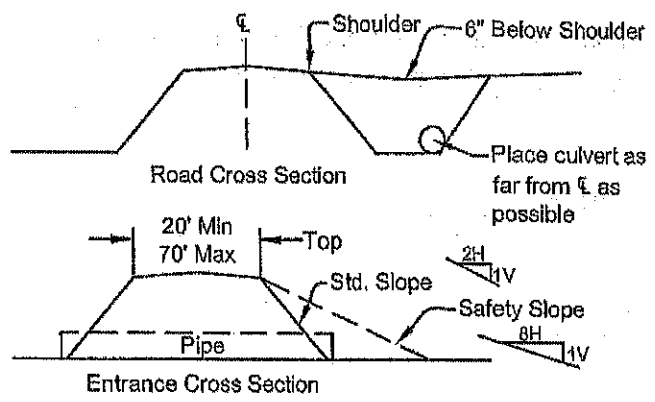 ℄
Shoulder
6" Below Shoulder
Road Cross Section
Place culvert as
far from ℄ as
possible
20' Min
70' Max
Top
2H
1V
Std. Slope
Safety Slope
8H
1V
Pipe
Entrance Cross Section